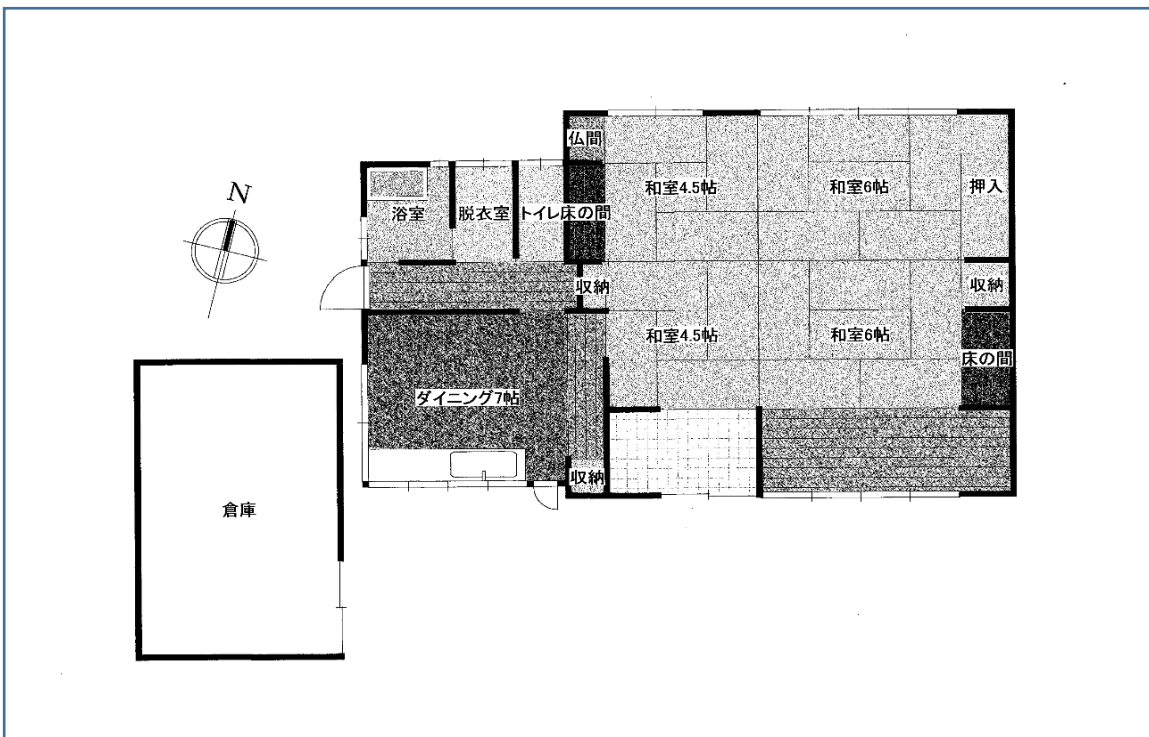 仏間
和室4.5帖
和室6帖
押入
N
浴室
脱衣室
トイレ
床の間
収納
収納
和室4.5帖
和室6帖
床の間
ダイニング7帖
収納
倉庫